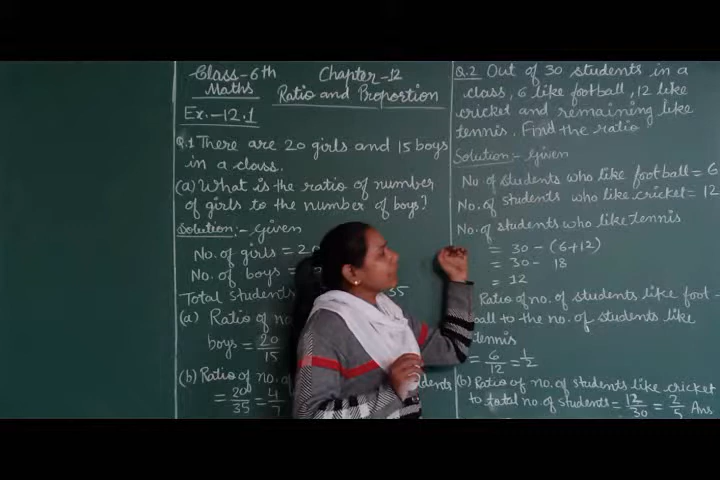 Class-6th
Maths
Chapter-12
Ratio and Proportion
Ex.-12.1
Q.1 There are 20 girls and 15 boys
in a class.
(a) What is the ratio of number
of girls to the number of boys?
Solution:- Given
No. of girls = 20
No. of boys =
Total students 35
(a) Ratio of no.
boys = 20/15
(b) Ratio of no. of
= 20/35 = 4/7
Q.2 Out of 30 students in a
class, 6 like football, 12 like
cricket and remaining like
tennis. Find the ratio
Solution:- Given
No. of students who like football = 6
No. of students who like cricket = 12
No. of students who like tennis
= 30 - (6+12)
= 30 - 18
= 12
Ratio of no. of students like foot-
ball to the no. of students like
tennis
= 6/12 = 1/2
(b) Ratio of no. of students like cricket
to total no. of students = 12/30 = 2/5 Ans